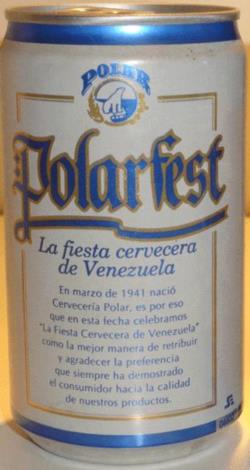 POLAR
Polarfest
La fiesta cervecera
de Venezuela
En marzo de 1941 nació
Cervecería Polar, es por eso
que en esta fecha celebramos
"La Fiesta Cervecera de Venezuela"
como la mejor manera de retribuir
y agradecer la preferencia
que siempre ha demostrado
el consumidor hacia la calidad
de nuestros productos.